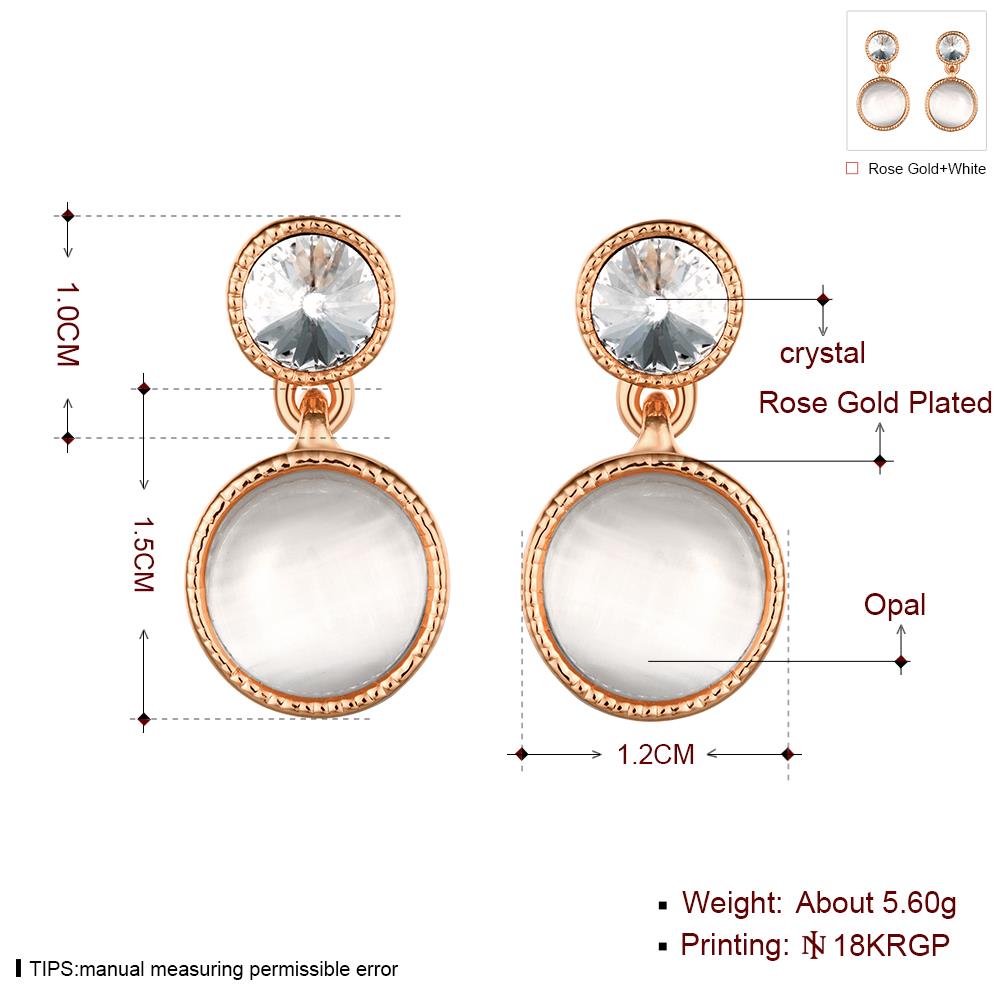 Rose Gold+White
1.0CM
crystal
Rose Gold Plated
1.5CM
Opal
1.2CM
Weight: About 5.60g
Printing: 18KRGP
TIPS:manual measuring permissible error